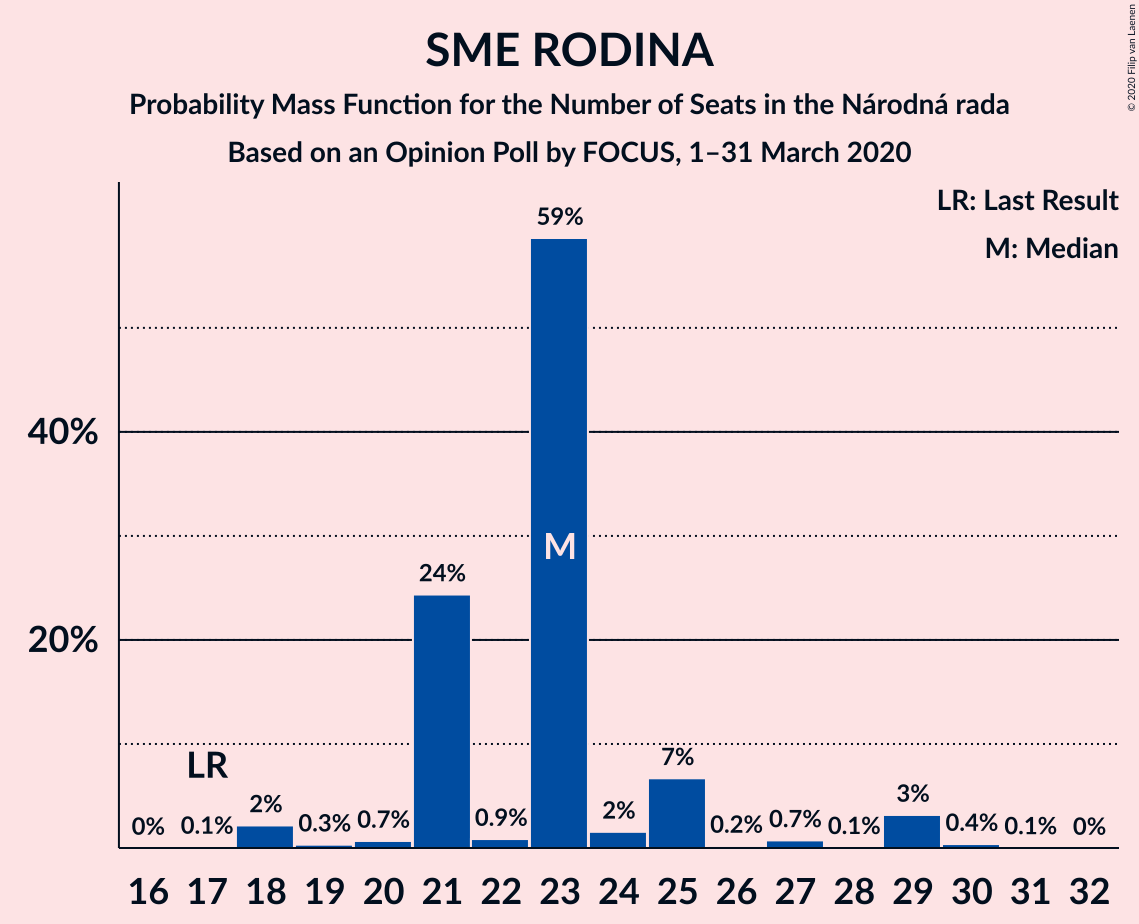 SME RODINA
Probability Mass Function for the Number of Seats in the Národná rada
Based on an Opinion Poll by FOCUS, 1–31 March 2020
© 2020 Filip van Laenen
LR: Last Result
M: Median
59%
40%
M
24%
20%
LR
7%
0% 0.1% 2% 0.3% 0.7% 0.9% 2% 0.2% 0.7% 0.1% 3% 0.4% 0.1% 0%
16 17 18 19 20 21 22 23 24 25 26 27 28 29 30 31 32